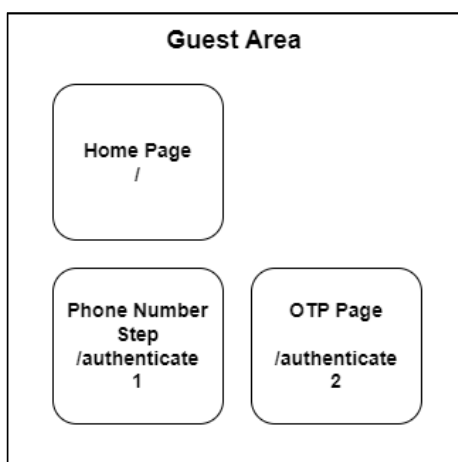 Guest Area
Home Page
/
Phone Number
Step
/authenticate
1
OTP Page
/authenticate
2